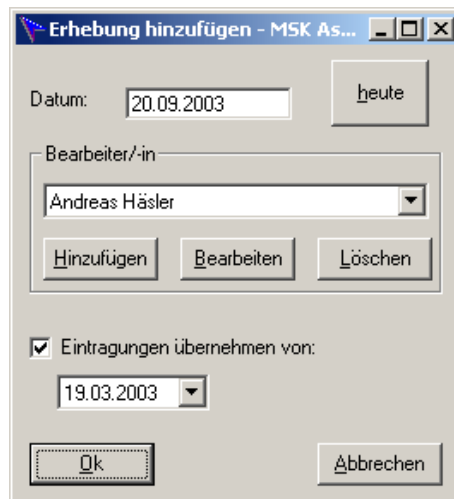 Erhebung hinzufügen - MSK As...
Datum: 20.09.2003 heute
Bearbeiter/-in
Andreas Häsler
Hinzufügen Bearbeiten Löschen
Eintragungen übernehmen von:
19.03.2003
Ok Abbrechen